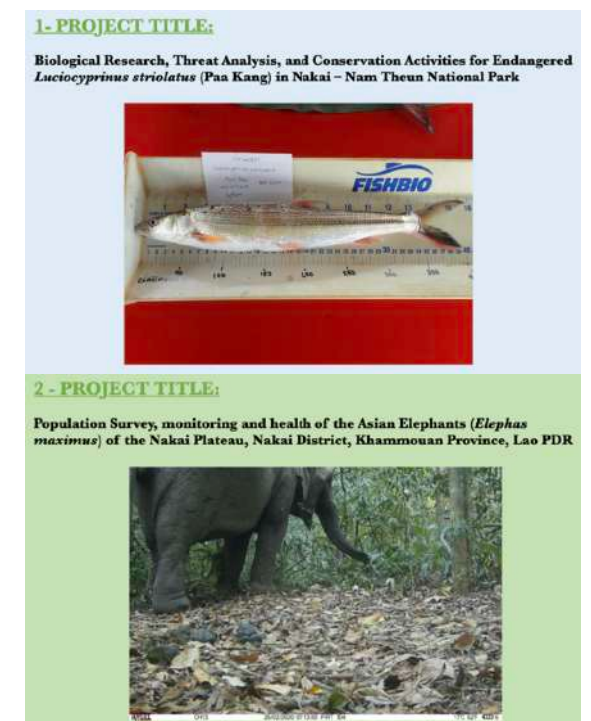 1- PROJECT TITLE:
Biological Research, Threat Analysis, and Conservation Activities for Endangered
Luciocyprinus striolatus (Paa Kang) in Nakai – Nam Theun National Park
FISHBIO
2 - PROJECT TITLE:
Population Survey, monitoring and health of the Asian Elephants (Elephas
maximus) of the Nakai Plateau, Nakai District, Khammouan Province, Lao PDR